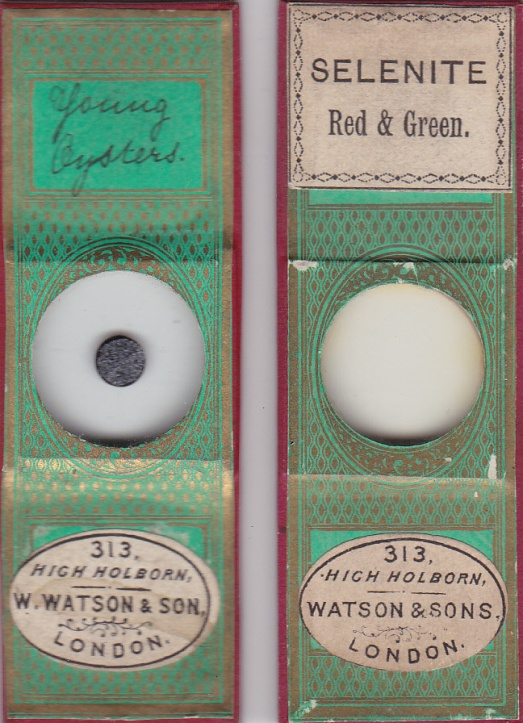 Young
Oysters.
313,
HIGH HOLBORN,
W. WATSON & SON,
LONDON.
SELENITE
Red & Green.
313,
HIGH HOLBORN,
WATSON & SONS.
LONDON.